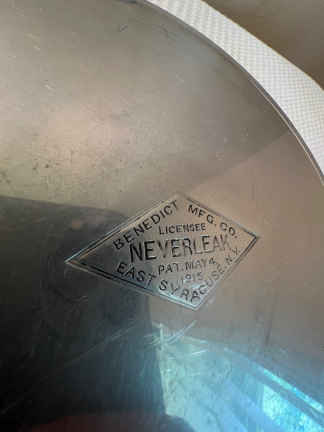 BENEDICT MFG. CO.
LICENSEE
NEVERLEAK
PAT. MAY 4,
1915
EAST SYRACUSE, N.Y.